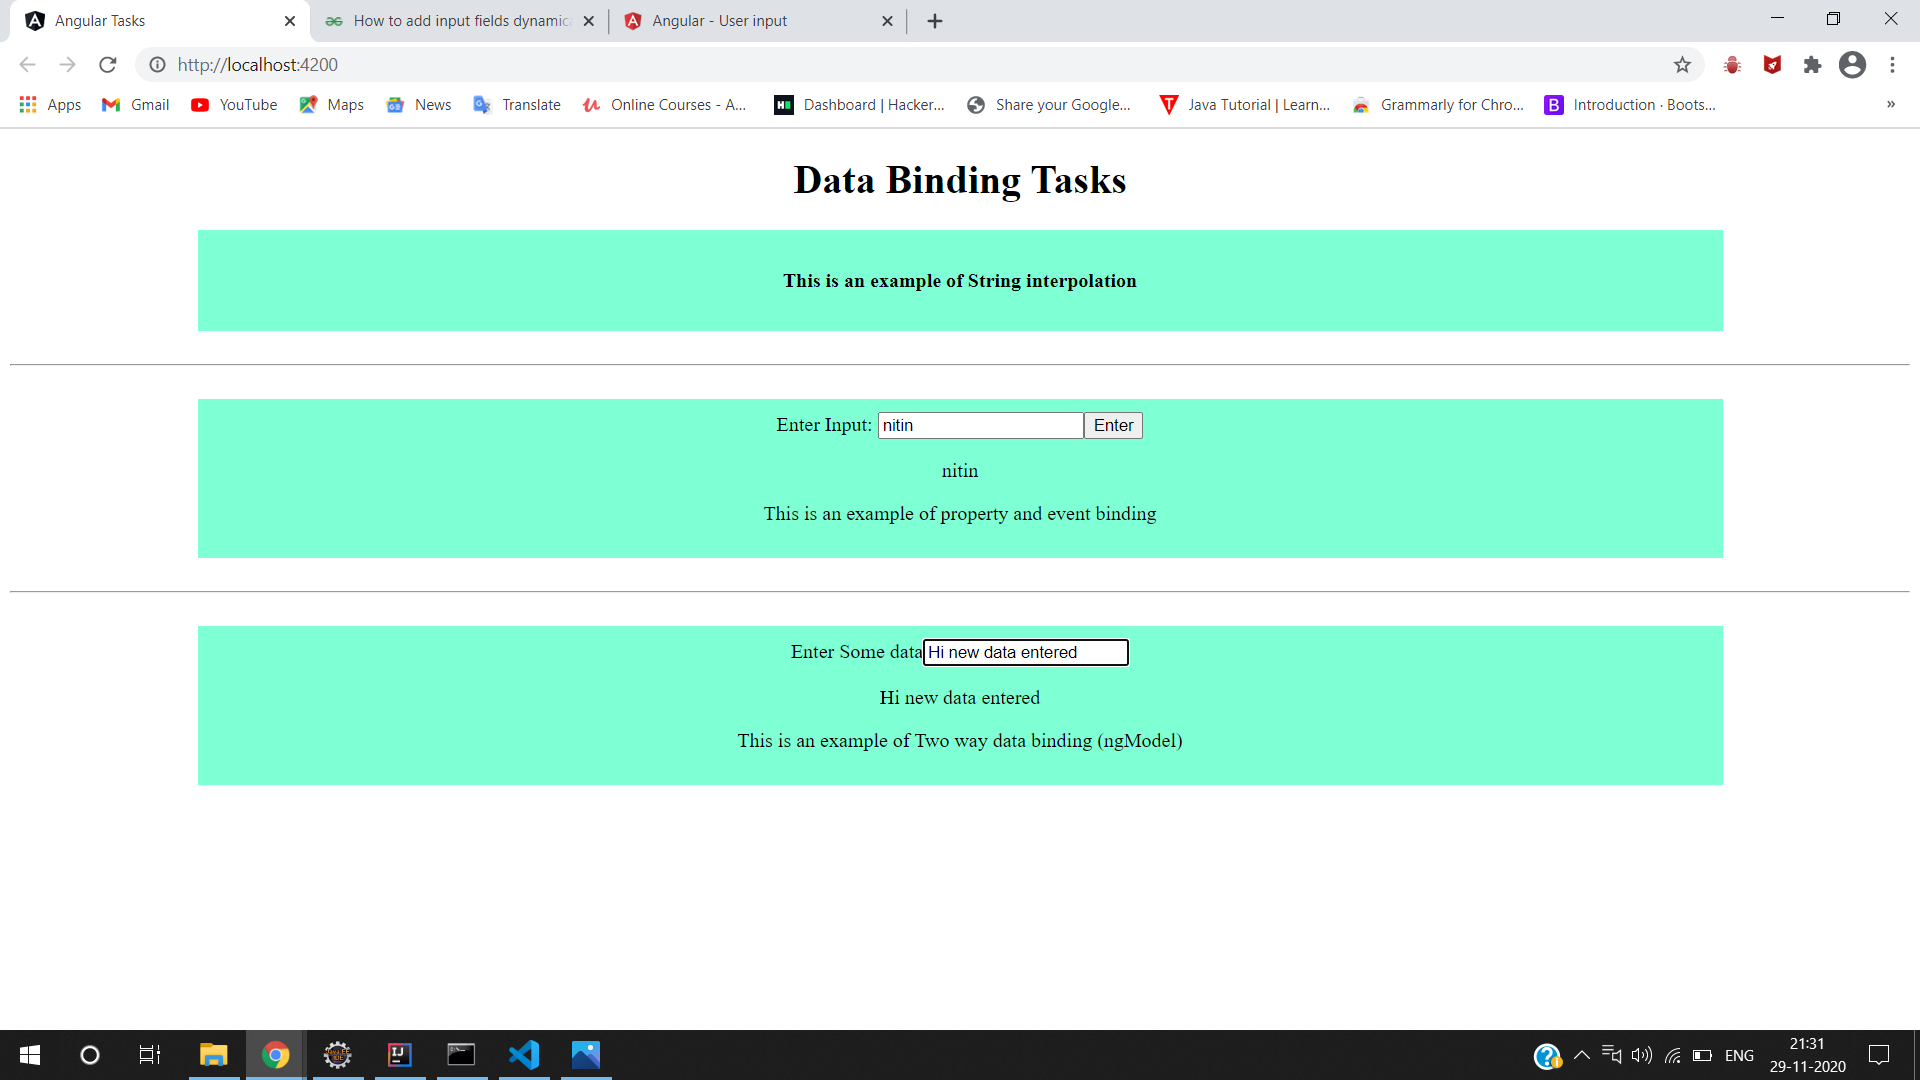 Angular Tasks
How to add input fields dynamic
Angular - User input
http://localhost:4200
Apps
Gmail
YouTube
Maps
News
Translate
Online Courses - A...
Dashboard | Hacker...
Share your Google...
Java Tutorial | Learn...
Grammarly for Chro...
Introduction · Boots...
»
Data Binding Tasks
This is an example of String interpolation
Enter Input: nitin Enter
nitin
This is an example of property and event binding
Enter Some data Hi new data entered
Hi new data entered
This is an example of Two way data binding (ngModel)
ENG
21:31
29-11-2020